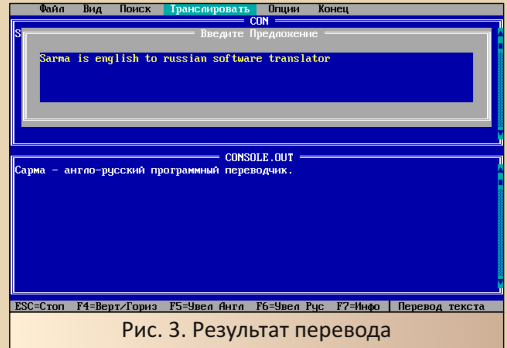 Файл Вид Поиск Транслировать Опции Конец
CON
S
Введите Предложение
Sarma is english to russian software translator
CONSOLE.OUT
Сарма - англо-русский программный переводчик.
ESC=Стоп F4=Верт/Гориз F5=Увел Англ F6=Увел Рус F7=Инфо | Перевод текста
Рис. 3. Результат перевода